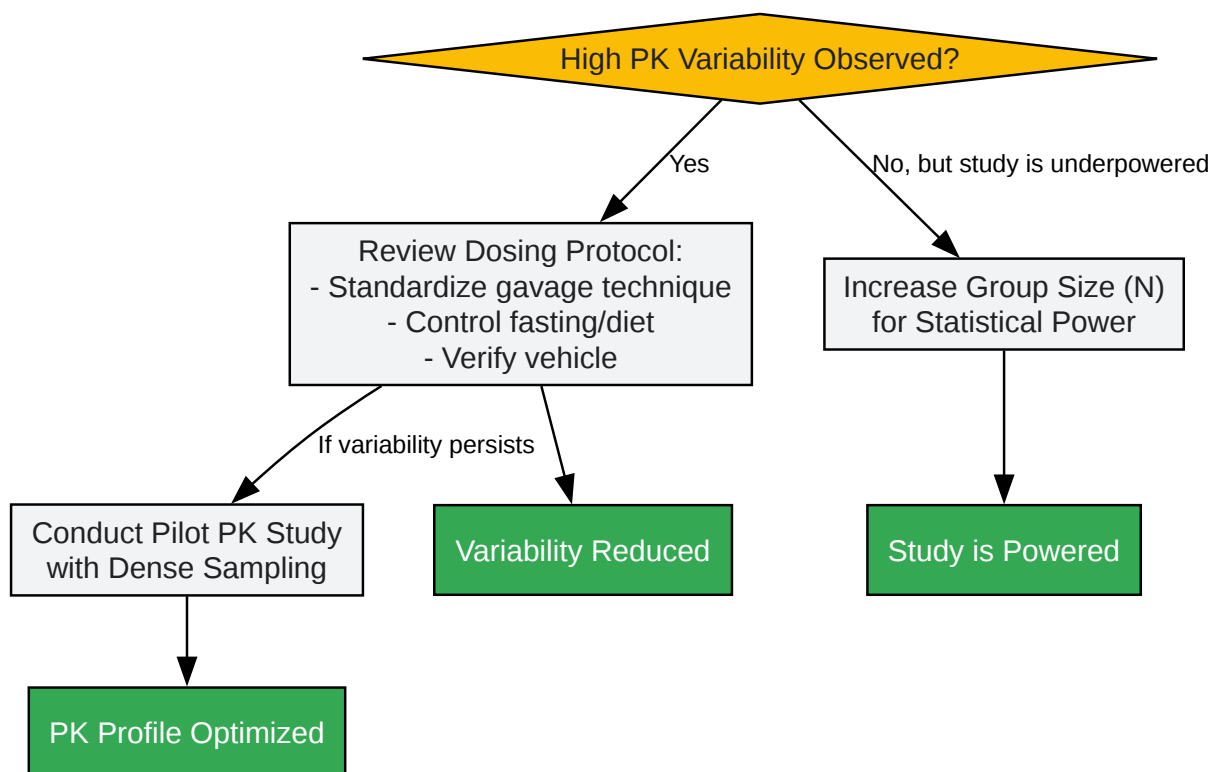 High PK Variability Observed?
Yes
No, but study is underpowered
Review Dosing Protocol:
- Standardize gavage technique
- Control fasting/diet
- Verify vehicle
Increase Group Size (N)
for Statistical Power
If variability persists
Conduct Pilot PK Study
with Dense Sampling
Variability Reduced
Study is Powered
PK Profile Optimized